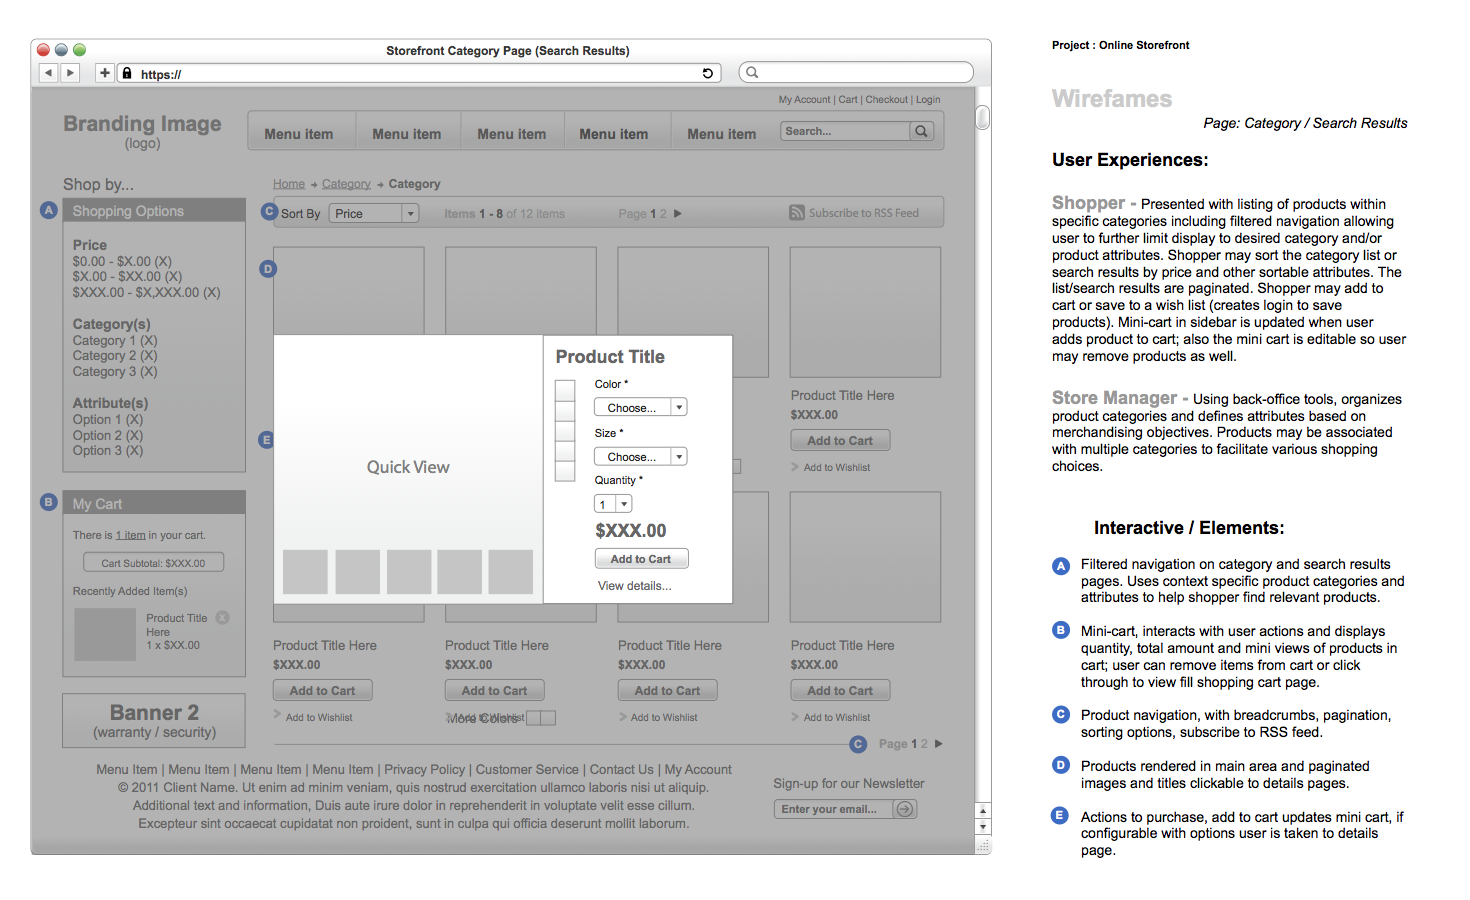 Storefront Category Page (Search Results)
https://
My Account | Cart | Checkout | Login
Branding Image
(logo)
Menu item
Menu item
Menu item
Menu item
Menu item
Search...
Shop by...
A
Shopping Options
Price
$0.00 - $X.00 (X)
$X.00 - $XX.00 (X)
$XXX.00 - $X,XXX.00 (X)
Category(s)
Category 1 (X)
Category 2 (X)
Category 3 (X)
Attribute(s)
Option 1 (X)
Option 2 (X)
Option 3 (X)
B
My Cart
There is 1 item in your cart.
Cart Subtotal: $XXX.00
Recently Added Item(s)
Product Title
Here
1 x $XX.00
X
Banner 2
(warranty / security)
Home
Category
Category
C
Sort By
Price
Items 1 - 8 of 12 items
Page 1 2
Subscribe to RSS Feed
D
E
Quick View
Product Title
Color *
Choose...
Size *
Choose...
Quantity *
1
$XXX.00
Add to Cart
View details...
Product Title Here
$XXX.00
Add to Cart
Add to Wishlist
Product Title Here
$XXX.00
Add to Cart
Add to Wishlist
Product Title Here
$XXX.00
Add to Cart
Add to Wishlist
More Colors
Product Title Here
$XXX.00
Add to Cart
Add to Wishlist
Product Title Here
$XXX.00
Add to Cart
Add to Wishlist
C
Page 1 2
Menu Item | Menu Item | Menu Item | Menu Item | Privacy Policy | Customer Service | Contact Us | My Account
© 2011 Client Name. Ut enim ad minim veniam, quis nostrud exercitation ullamco laboris nisi ut aliquip.
Additional text and information, Duis aute irure dolor in reprehenderit in voluptate velit esse cillum.
Excepteur sint occaecat cupidatat non proident, sunt in culpa qui officia deserunt mollit laborum.
Sign-up for our Newsletter
Enter your email...
Project : Online Storefront
Wirefames
Page: Category / Search Results
User Experiences:
Shopper - Presented with listing of products within
specific categories including filtered navigation allowing
user to further limit display to desired category and/or
product attributes. Shopper may sort the category list or
search results by price and other sortable attributes. The
list/search results are paginated. Shopper may add to
cart or save to a wish list (creates login to save
products). Mini-cart in sidebar is updated when user
adds product to cart; also the mini cart is editable so user
may remove products as well.
Store Manager - Using back-office tools, organizes
product categories and defines attributes based on
merchandising objectives. Products may be associated
with multiple categories to facilitate various shopping
choices.
Interactive / Elements:
A
Filtered navigation on category and search results
pages. Uses context specific product categories and
attributes to help shopper find relevant products.
B
Mini-cart, interacts with user actions and displays
quantity, total amount and mini views of products in
cart; user can remove items from cart or click
through to view fill shopping cart page.
C
Product navigation, with breadcrumbs, pagination,
sorting options, subscribe to RSS feed.
D
Products rendered in main area and paginated
images and titles clickable to details pages.
E
Actions to purchase, add to cart updates mini cart, if
configurable with options user is taken to details
page.